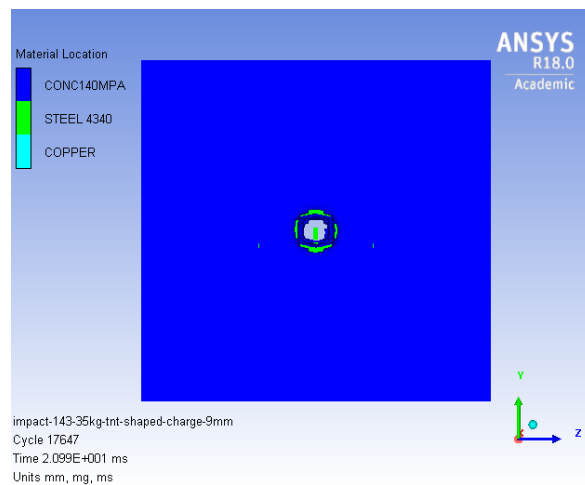 Material Location
CONC140MPA
STEEL 4340
COPPER
ANSYS
R18.0
Academic
Y
Z
impact-143-35kg-tnt-shaped-charge-9mm
Cycle 17647
Time 2.099E+001 ms
Units mm, mg, ms